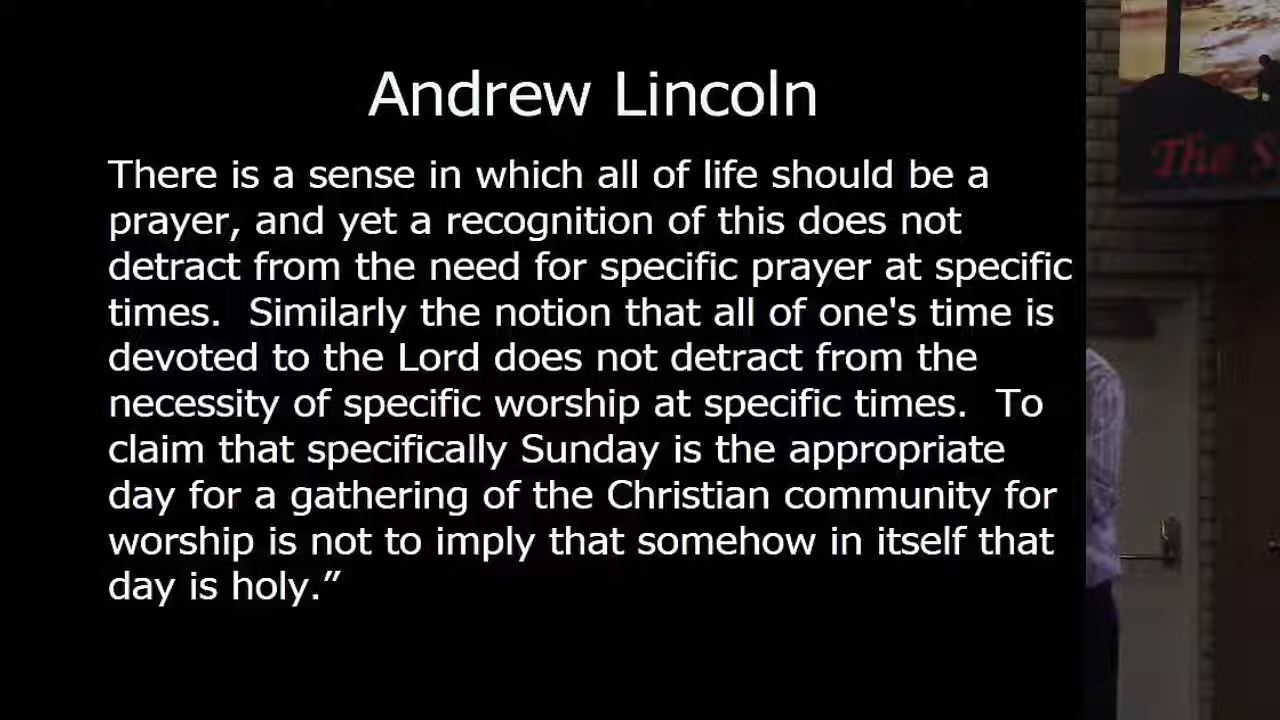 Andrew Lincoln
There is a sense in which all of life should be a
prayer, and yet a recognition of this does not
detract from the need for specific prayer at specific
times.  Similarly the notion that all of one's time is
devoted to the Lord does not detract from the
necessity of specific worship at specific times.  To
claim that specifically Sunday is the appropriate
day for a gathering of the Christian community for
worship is not to imply that somehow in itself that
day is holy.”
The S